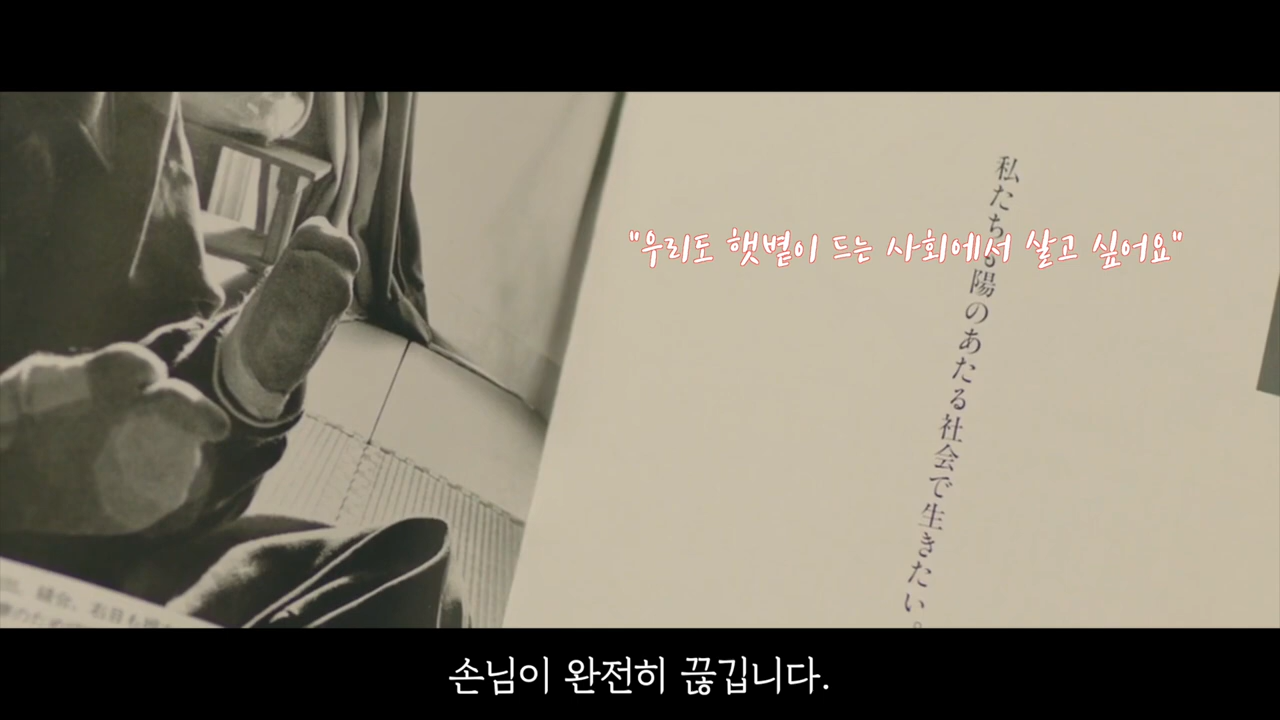 私たちも陽のあたる社会で生きたい。
"우리도 햇볕이 드는 사회에서 살고 싶어요"
손님이 완전히 끊깁니다.